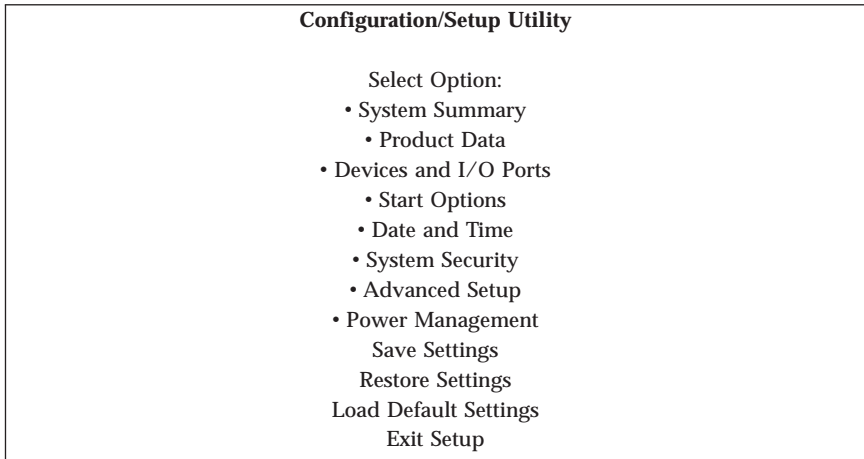 Configuration/Setup Utility
Select Option:
• System Summary
• Product Data
• Devices and I/O Ports
• Start Options
• Date and Time
• System Security
• Advanced Setup
• Power Management
Save Settings
Restore Settings
Load Default Settings
Exit Setup